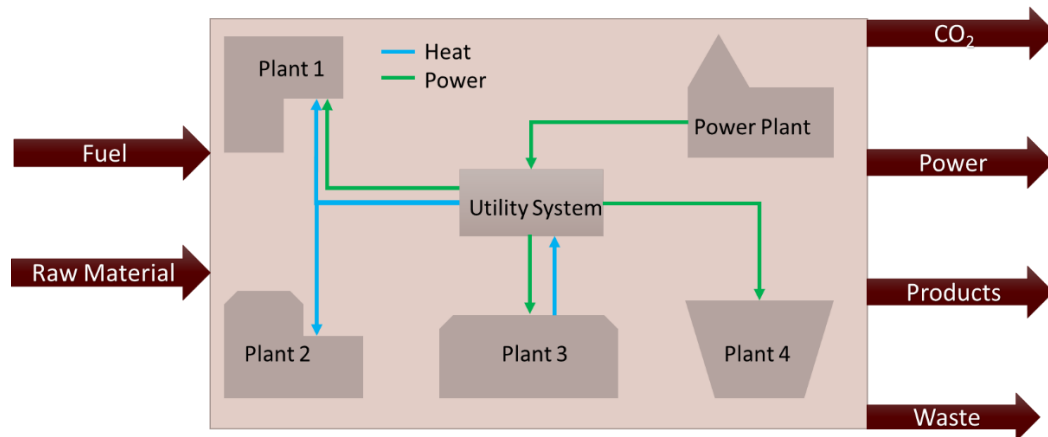 CO₂
Plant 1
Heat
Power
Power Plant
Fuel
Power
Utility System
Raw Material
Products
Plant 2
Plant 3
Plant 4
Waste